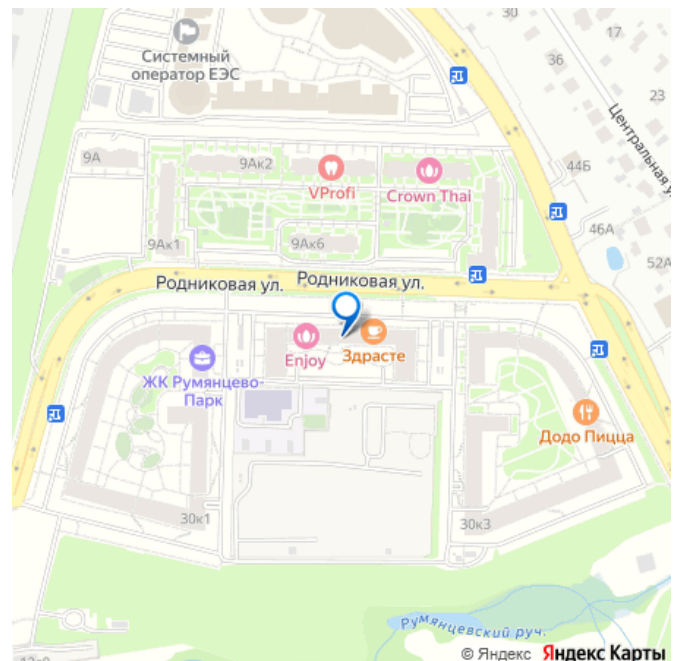 30
17
Системный
оператор ЕЭС
36
23
Центральная у
9А
9Ак2
VProfi
Crown Thai
44Б
46А
9Ак1
9Ак6
52А
Родниковая ул.
Родниковая ул.
Enjoy
Здрасте
ЖК Румянцево-
Парк
Додо Пицца
30к1
30к3
Румянцевский руч.
© Яндекс Яндекс Карты